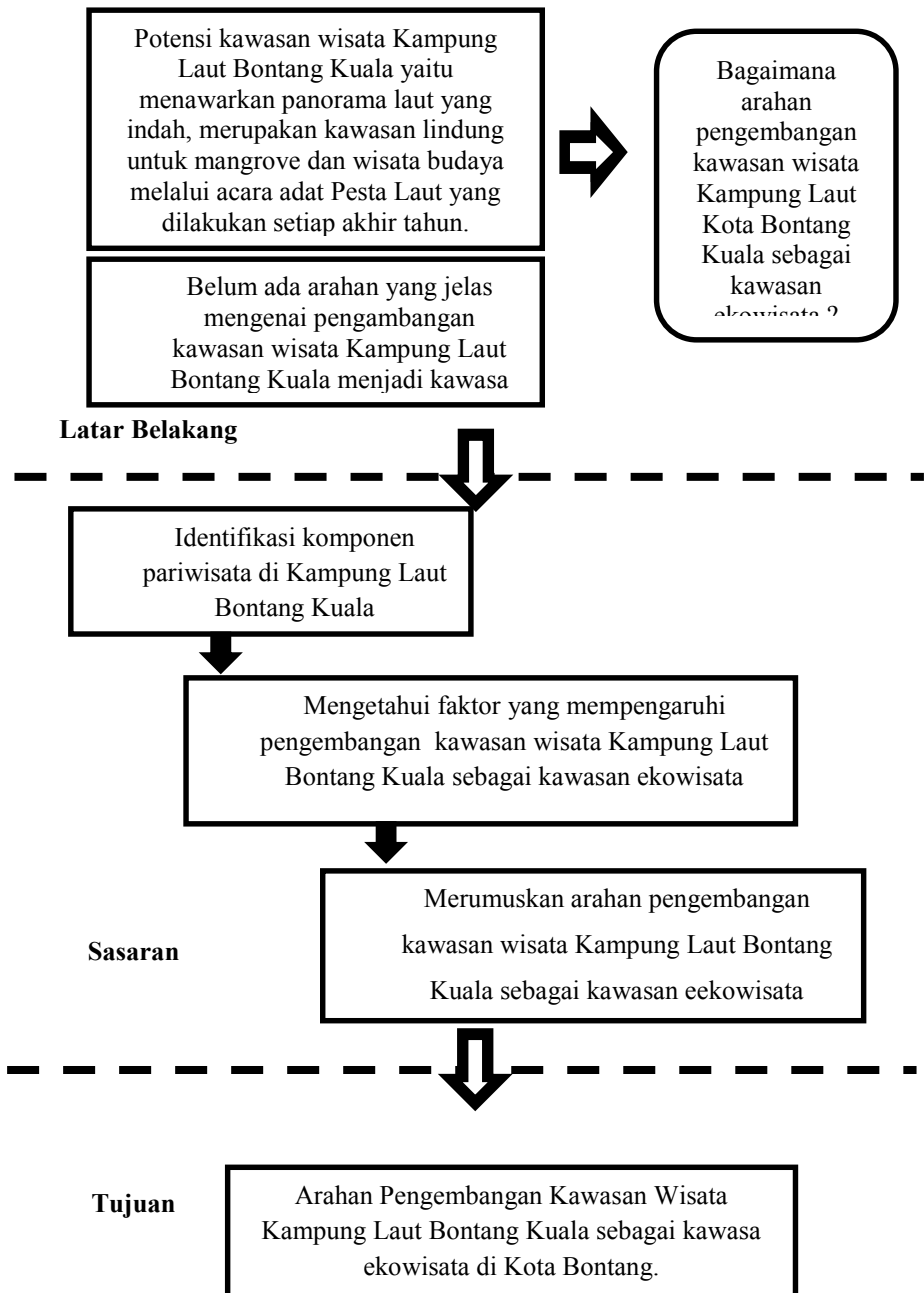 Potensi kawasan wisata Kampung
Laut Bontang Kuala yaitu
menawarkan panorama laut yang
indah, merupakan kawasan lindung
untuk mangrove dan wisata budaya
melalui acara adat Pesta Laut yang
dilakukan setiap akhir tahun.
Bagaimana
arahan
pengembangan
kawasan wisata
Kampung Laut
Kota Bontang
Kuala sebagai
kawasan
ekowisata ?
Belum ada arahan yang jelas
mengenai pengambangan
kawasan wisata Kampung Laut
Bontang Kuala menjadi kawasa
Latar Belakang
Identifikasi komponen
pariwisata di Kampung Laut
Bontang Kuala
Mengetahui faktor yang mempengaruhi
pengembangan kawasan wisata Kampung Laut
Bontang Kuala sebagai kawasan ekowisata
Merumuskan arahan pengembangan
kawasan wisata Kampung Laut Bontang
Kuala sebagai kawasan eekowisata
Sasaran
Tujuan
Arahan Pengembangan Kawasan Wisata
Kampung Laut Bontang Kuala sebagai kawasa
ekowisata di Kota Bontang.